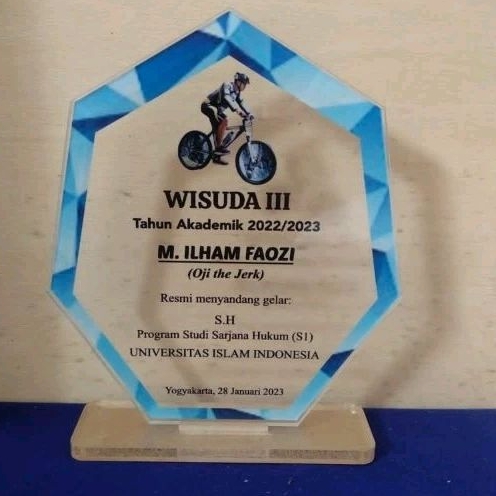 WISUDA III
Tahun Akademik 2022/2023
M. ILHAM FAOZI
(Oji the Jerk)
Resmi menyandang gelar:
S.H
Program Studi Sarjana Hukum (S1)
UNIVERSITAS ISLAM INDONESIA
Yogyakarta, 28 Januari 2023